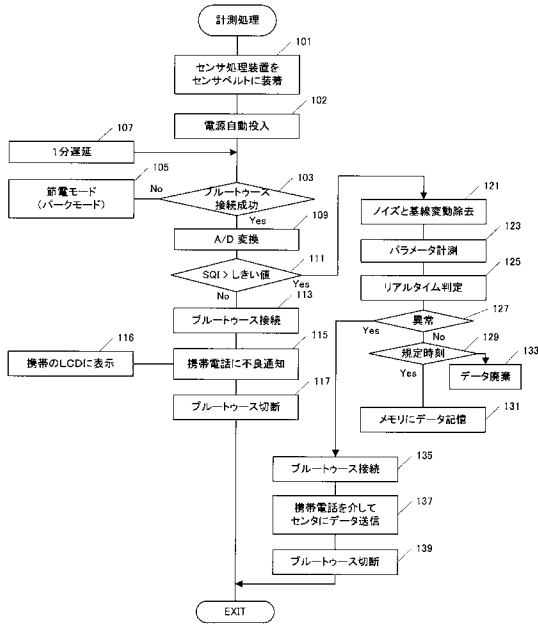 計測処理
101
センサ処理装置を
センサベルトに装着
102
電源自動投入
107
1分遅延
105
節電モード
(パークモード)
No
103
ブルートゥース
接続成功
Yes
109
A/D 変換
111
SQI>しきい値
Yes
No
113
ブルートゥース接続
116
携帯のLCDに表示
115
携帯電話に不良通知
117
ブルートゥース切断
121
ノイズと基線変動除去
123
パラメータ計測
125
リアルタイム判定
127
異常
Yes
No
129
規定時刻
Yes
133
データ廃棄
131
メモリにデータ記憶
135
ブルートゥース接続
137
携帯電話を介して
センタにデータ送信
139
ブルートゥース切断
EXIT